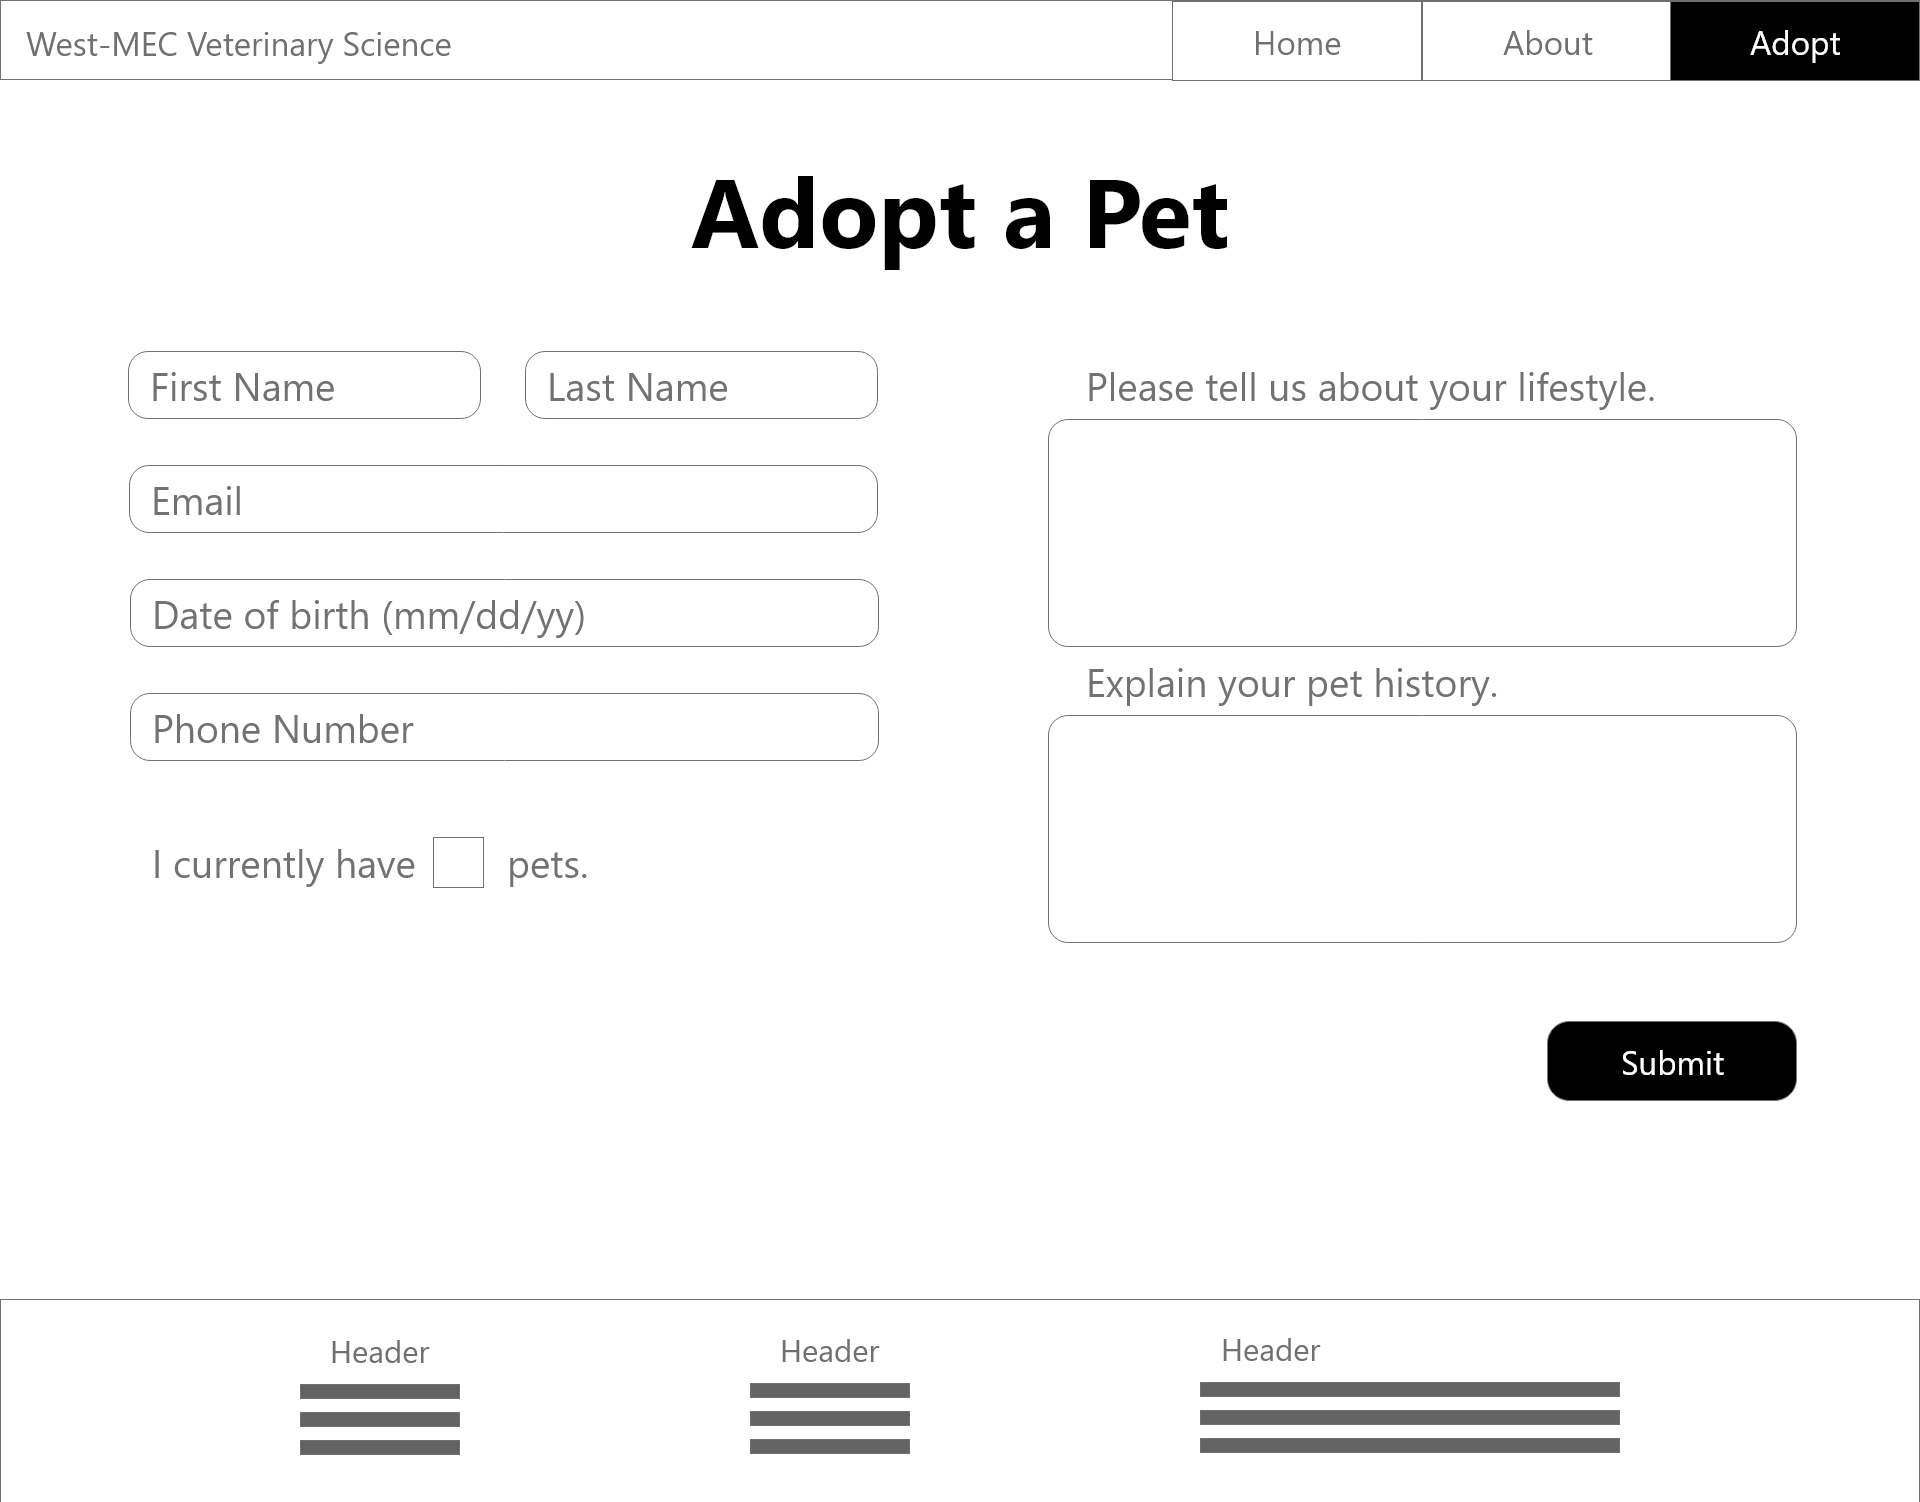 West-MEC Veterinary Science
Home
About
Adopt
Adopt a Pet
First Name
Last Name
Email
Date of birth (mm/dd/yy)
Phone Number
I currently have
pets.
Please tell us about your lifestyle.
Explain your pet history.
Submit
Header
Header
Header